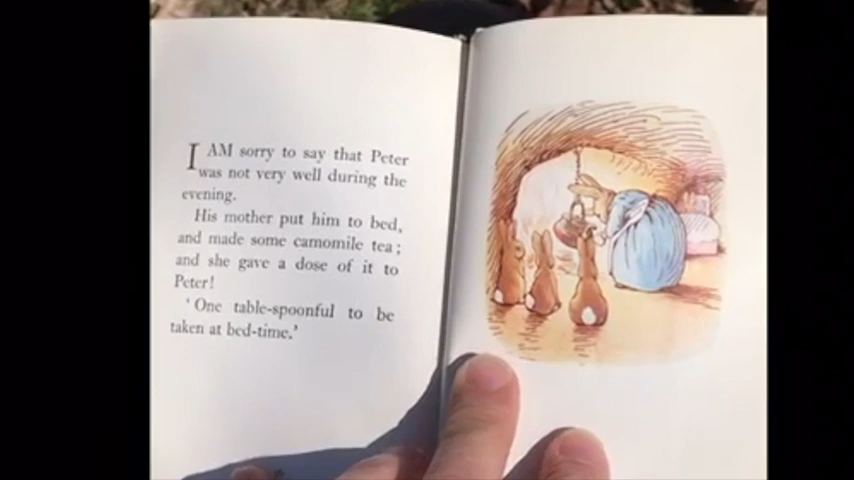 I AM sorry to say that Peter
was not very well during the
evening.
His mother put him to bed,
and made some camomile tea;
and she gave a dose of it to
Peter!
‘One table-spoonful to be
taken at bed-time.’